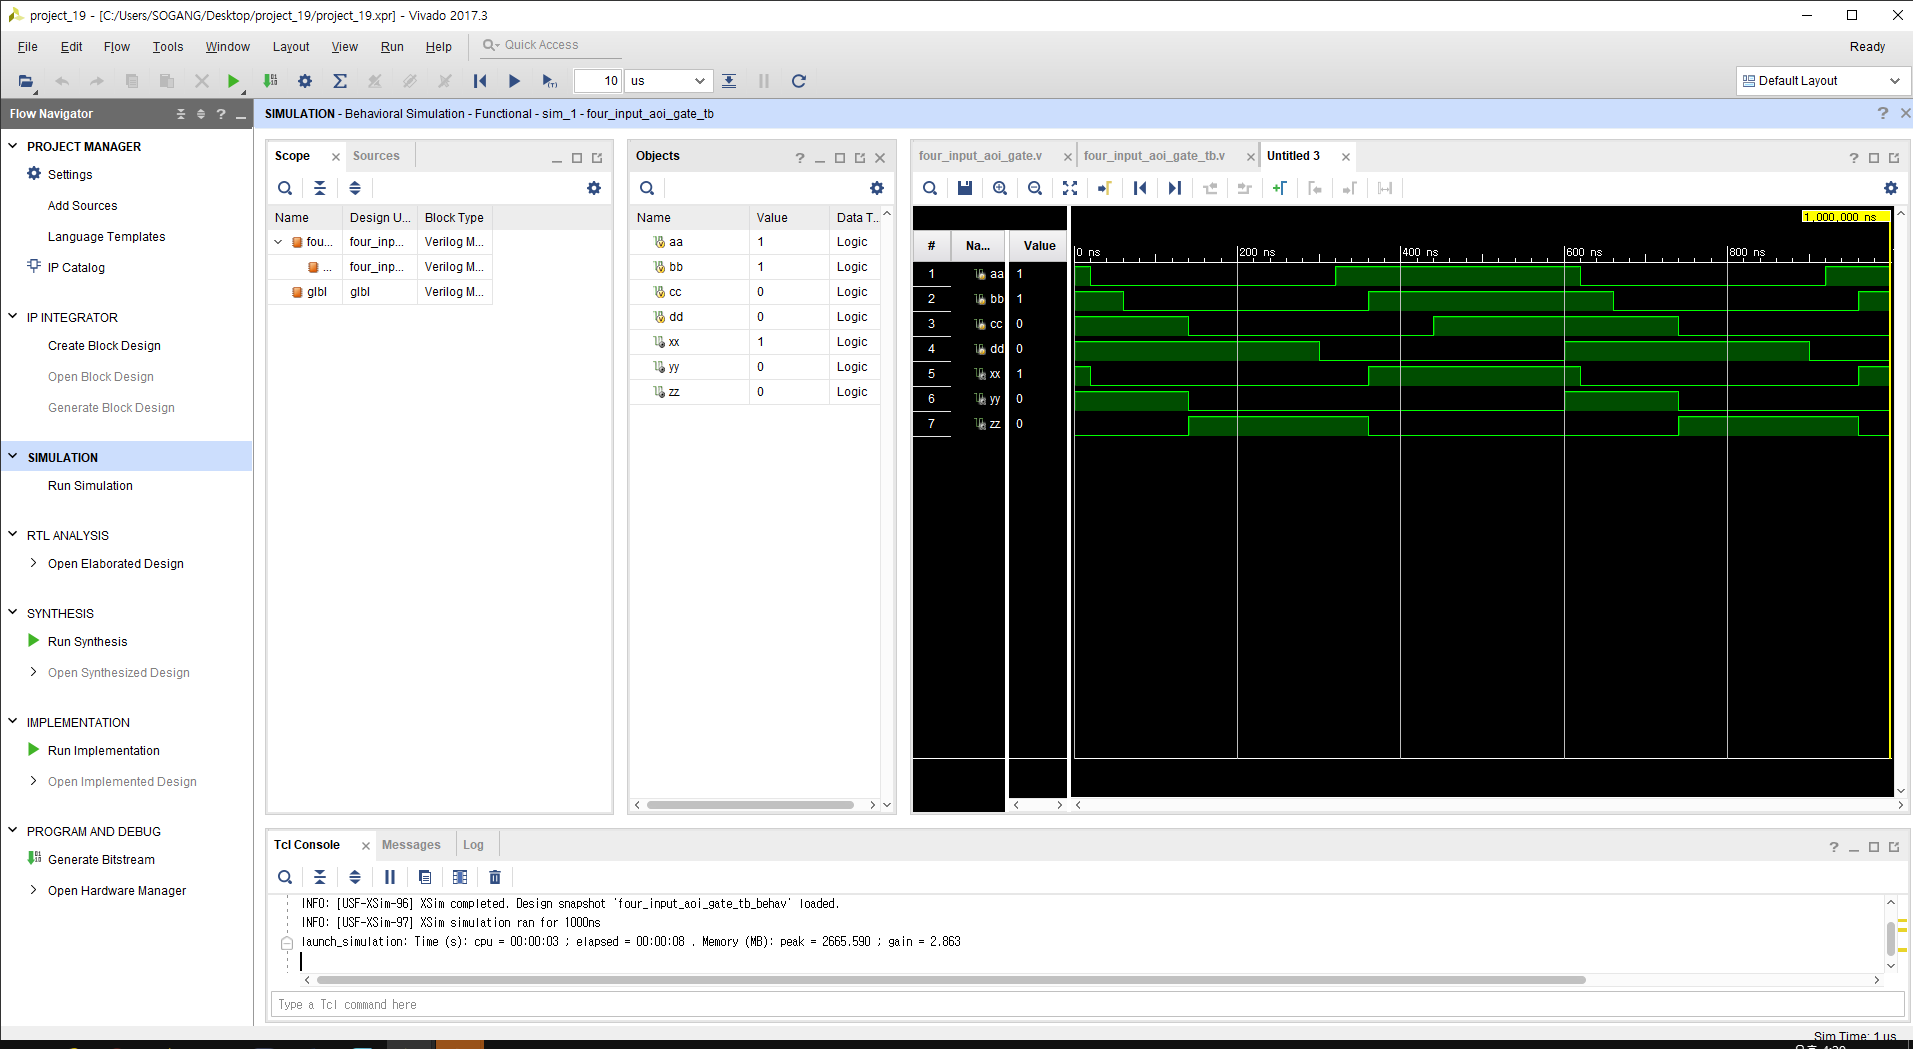 project_19 - [C:/Users/SOGANG/Desktop/project_19/project_19.xpr] - Vivado 2017.3
File Edit Flow Tools Window Layout View Run Help Quick Access Ready
10 us Default Layout
Flow Navigator
SIMULATION - Behavioral Simulation - Functional - sim_1 - four_input_aoi_gate_tb
PROJECT MANAGER
Settings
Add Sources
Language Templates
IP Catalog
IP INTEGRATOR
Create Block Design
Open Block Design
Generate Block Design
SIMULATION
Run Simulation
RTL ANALYSIS
Open Elaborated Design
SYNTHESIS
Run Synthesis
Open Synthesized Design
IMPLEMENTATION
Run Implementation
Open Implemented Design
PROGRAM AND DEBUG
Generate Bitstream
Open Hardware Manager
Scope Sources
Name Design U... Block Type
fou... four_inp... Verilog M...
... four_inp... Verilog M...
glbl glbl Verilog M...
Objects
Name Value Data T...
aa 1 Logic
bb 1 Logic
cc 0 Logic
dd 0 Logic
xx 1 Logic
yy 0 Logic
zz 0 Logic
four_input_aoi_gate.v four_input_aoi_gate_tb.v Untitled 3
1,000,000 ns
# Na... Value 0 ns 200 ns 400 ns 600 ns 800 ns
1 aa 1
2 bb 1
3 cc 0
4 dd 0
5 xx 1
6 yy 0
7 zz 0
Tcl Console Messages Log
INFO: [USF-XSim-96] XSim completed. Design snapshot 'four_input_aoi_gate_tb_behav' loaded.
INFO: [USF-XSim-97] XSim simulation ran for 1000ns
launch_simulation: Time (s): cpu = 00:00:03 ; elapsed = 00:00:08 . Memory (MB): peak = 2665.590 ; gain = 2.863
Type a Tcl command here
Sim Time: 1 us